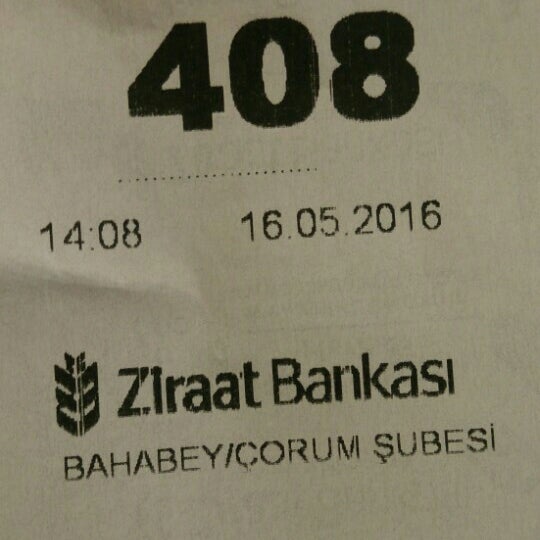 408
14:08 16.05.2016
Ziraat Bankası
BAHABEY/ÇORUM ŞUBESİ